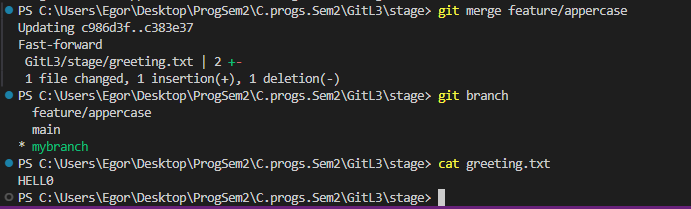 PS C:\Users\Egor\Desktop\ProgSem2\C.progs.Sem2\GitL3\stage> git merge feature/appercase
Updating c986d3f..c383e37
Fast-forward
 GitL3/stage/greeting.txt | 2 +-
 1 file changed, 1 insertion(+), 1 deletion(-)
PS C:\Users\Egor\Desktop\ProgSem2\C.progs.Sem2\GitL3\stage> git branch
  feature/appercase
  main
* mybranch
PS C:\Users\Egor\Desktop\ProgSem2\C.progs.Sem2\GitL3\stage> cat greeting.txt
HELL0
PS C:\Users\Egor\Desktop\ProgSem2\C.progs.Sem2\GitL3\stage>